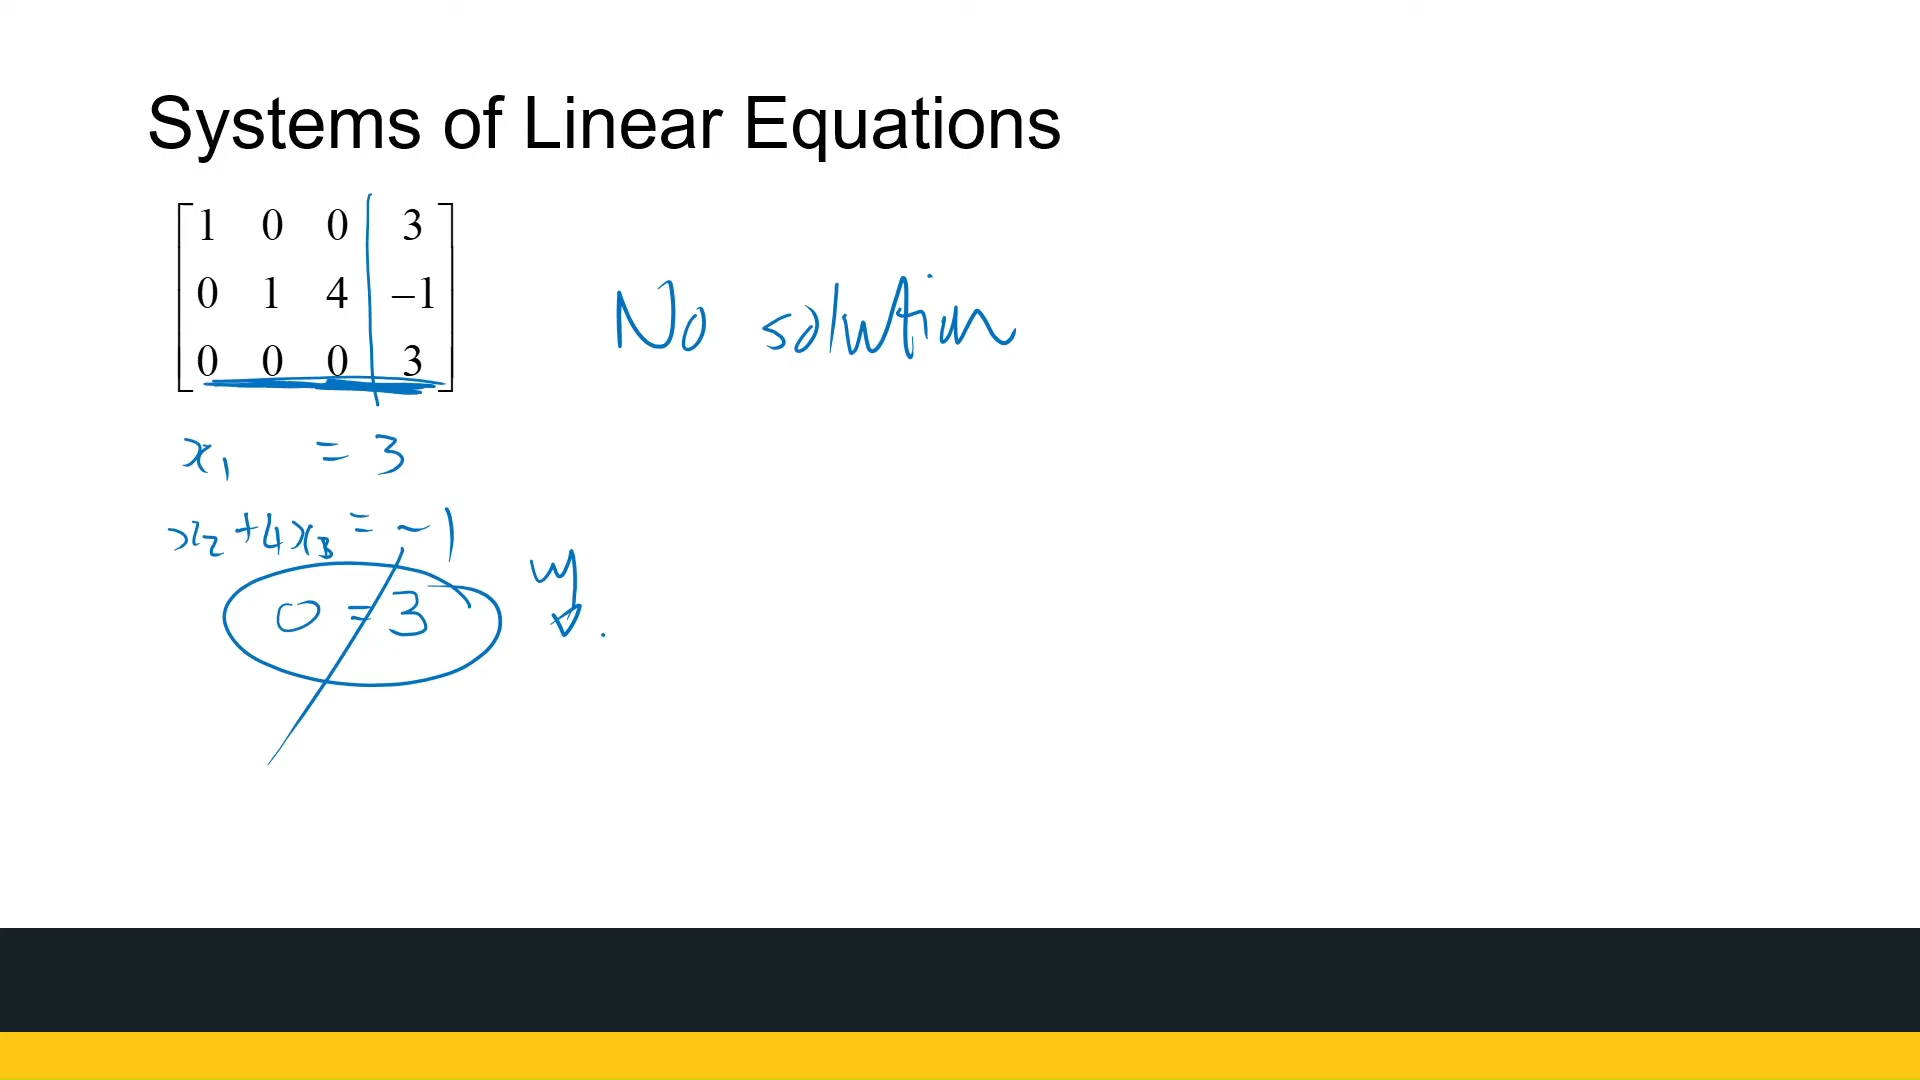 Systems of Linear Equations
1 0 0 3
0 1 4 −1
0 0 0 3
No solution
x₁ = 3
x₂ + 4x₃ = −1
0 = 3